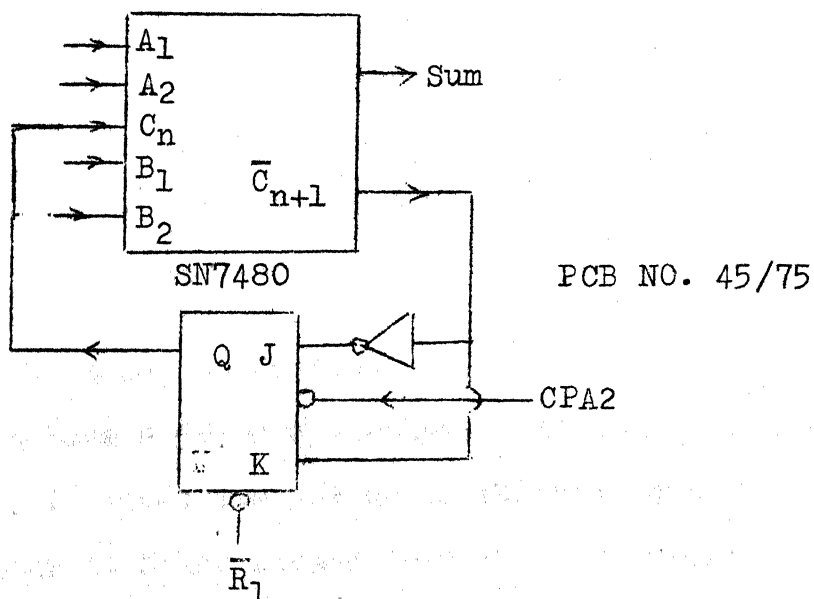 A₁
A₂
Cₙ
B₁
B₂
C̅ₙ₊₁
Sum
SN7480
PCB NO. 45/75
Q J
CPA2
K
R̅₁